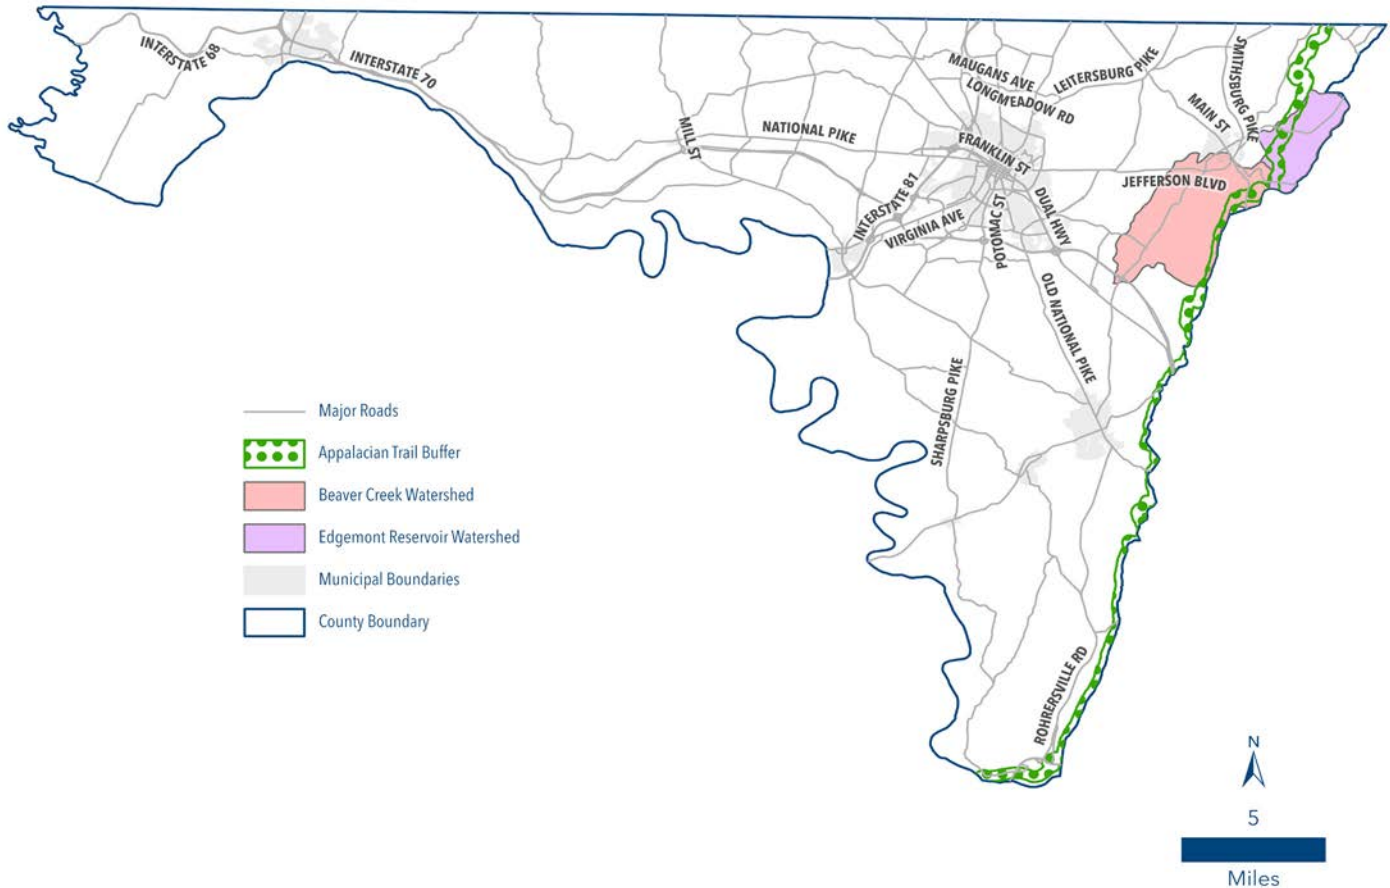 INTERSTATE 68
INTERSTATE 70
MILL ST
NATIONAL PIKE
MAUGANS AVE
LEITERSBURG PIKE
LONGMEADOW RD
SMITHSBURG PIKE
MAIN ST
FRANKLIN ST
JEFFERSON BLVD
INTERSTATE 81
VIRGINIA AVE
POTOMAC ST
DUAL HWY
OLD NATIONAL PIKE
SHARPSBURG PIKE
ROHRERSVILLE RD
Major Roads
Appalacian Trail Buffer
Beaver Creek Watershed
Edgemont Reservoir Watershed
Municipal Boundaries
County Boundary
N
5
Miles